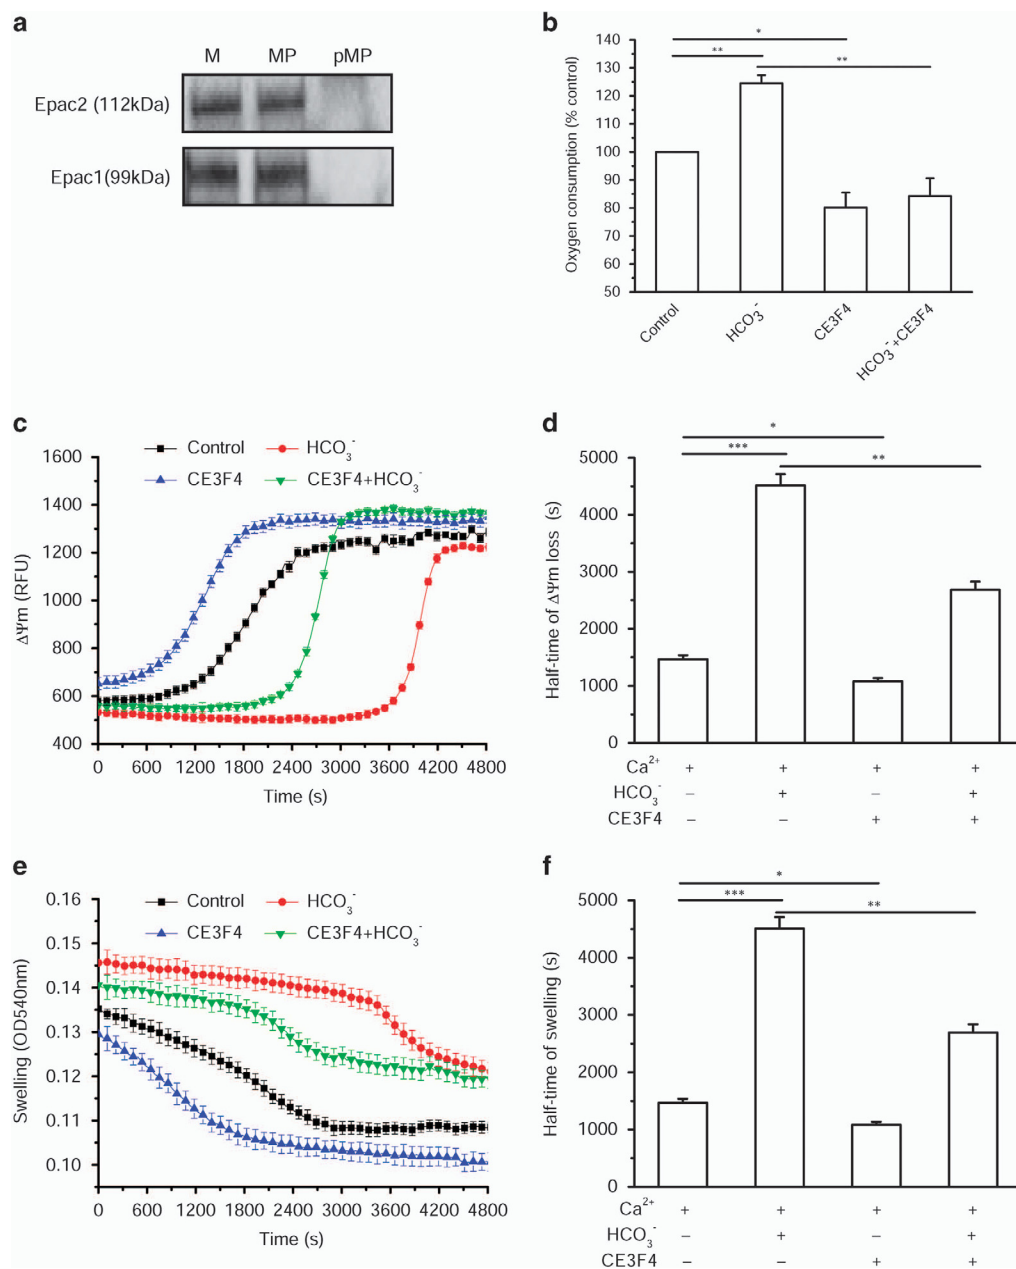 a
M MP pMP
Epac2 (112kDa)
Epac1(99kDa)
b
* ** **
Oxygen consumption (% control)
140
130
120
110
100
90
80
70
60
50
Control HCO3- CE3F4 HCO3-+CE3F4
c
Control HCO3-
CE3F4 CE3F4+HCO3-
ΔΨm (RFU)
1600
1400
1200
1000
800
600
400
0 600 1200 1800 2400 3000 3600 4200 4800
Time (s)
d
* *** **
Half-time of ΔΨm loss (s)
5000
4000
3000
2000
1000
0
Ca2+ + + + +
HCO3- – + – +
CE3F4 – – + +
e
Control HCO3-
CE3F4 CE3F4+HCO3-
Swelling (OD540nm)
0.16
0.15
0.14
0.13
0.12
0.11
0.10
0 600 1200 1800 2400 3000 3600 4200 4800
Time (s)
f
* *** **
Half-time of swelling (s)
5000
4000
3000
2000
1000
0
Ca2+ + + + +
HCO3- – + – +
CE3F4 – – + +